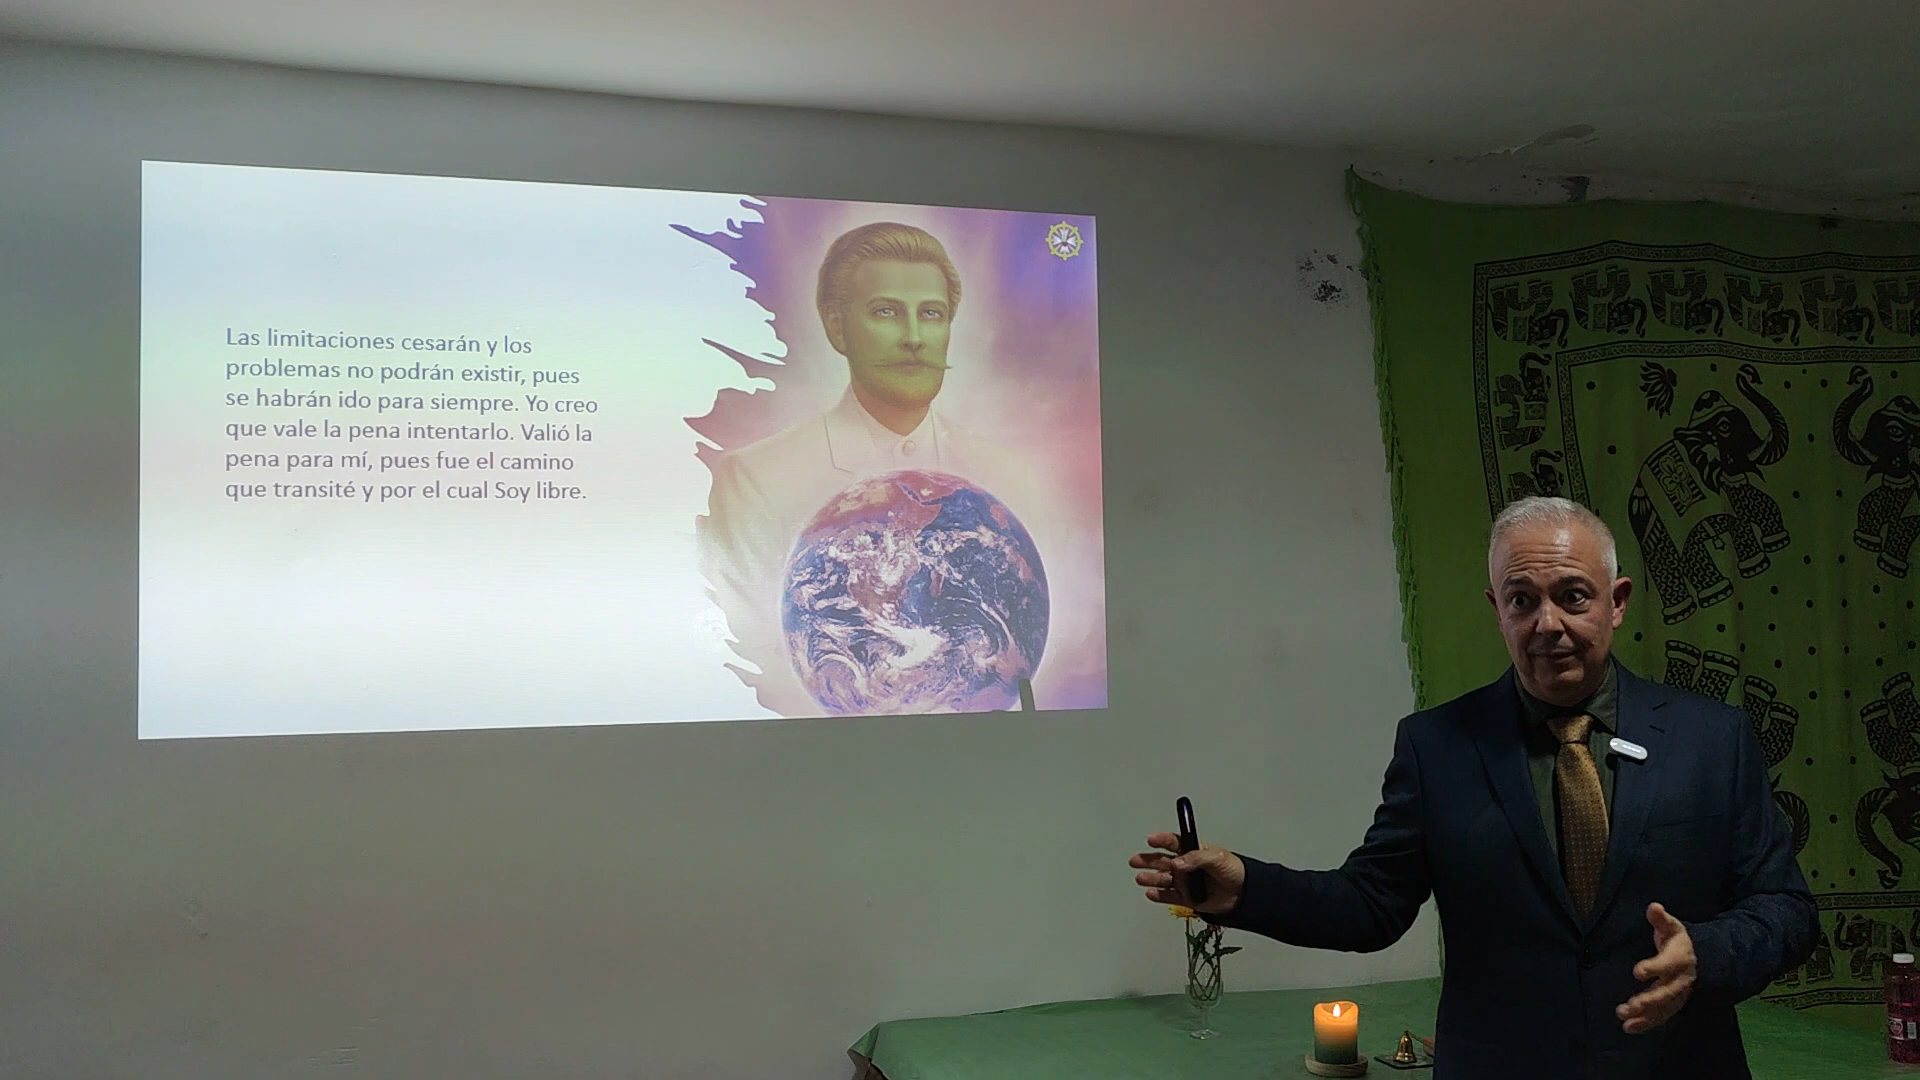 Las limitaciones cesarán y los
problemas no podrán existir, pues
se habrán ido para siempre. Yo creo
que vale la pena intentarlo. Valió la
pena para mí, pues fue el camino
que transité y por el cual Soy libre.